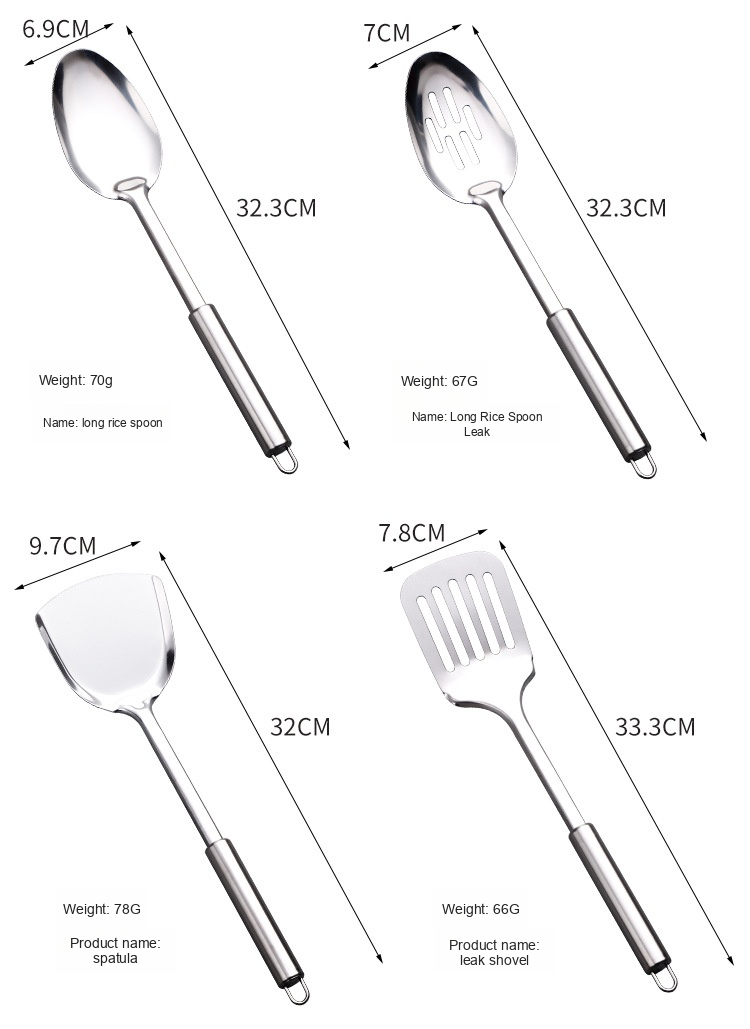 6.9CM
7CM
32.3CM
32.3CM
Weight: 70g
Weight: 67G
Name: long rice spoon
Name: Long Rice Spoon
Leak
9.7CM
7.8CM
32CM
33.3CM
Weight: 78G
Weight: 66G
Product name:
spatula
Product name:
leak shovel